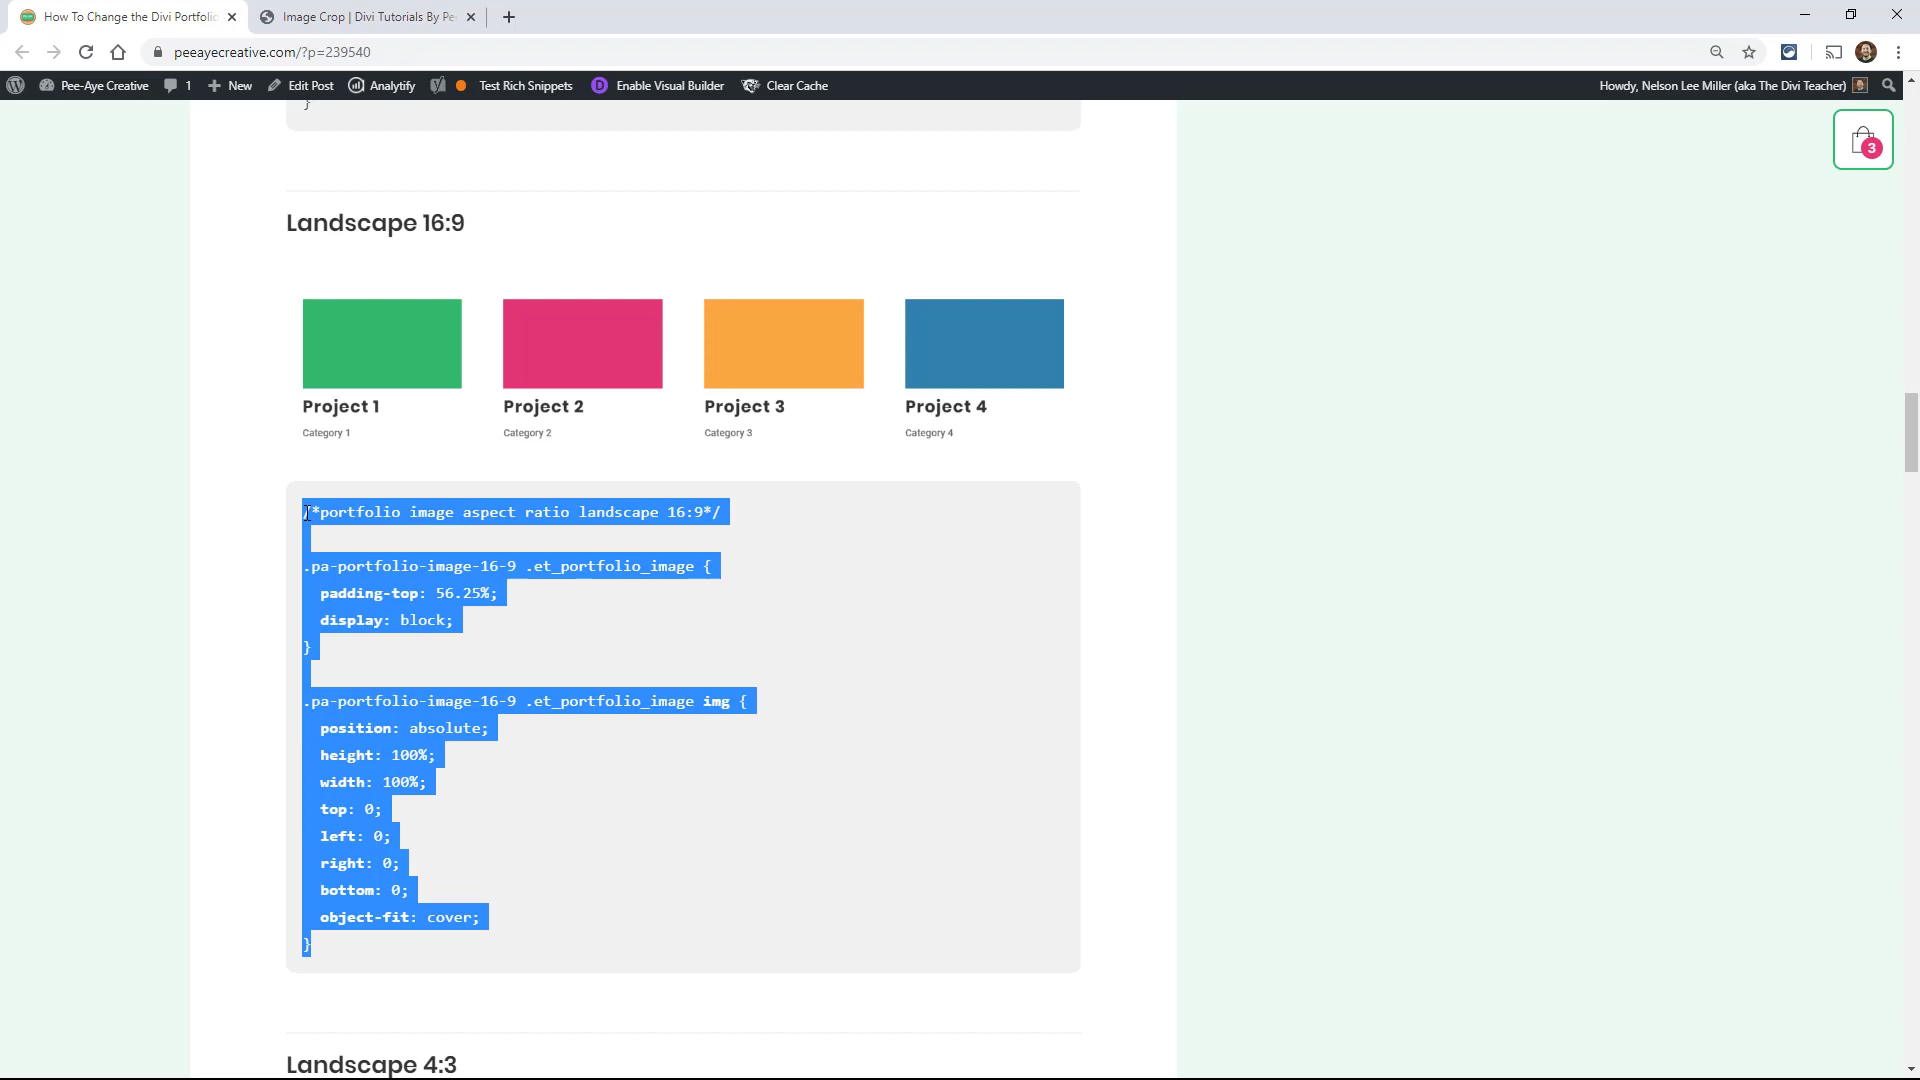 How To Change the Divi Portfolio
Image Crop | Divi Tutorials By Pe
peeayecreative.com/?p=239540
Pee-Aye Creative
1
New
Edit Post
Analytify
Test Rich Snippets
D
Enable Visual Builder
Clear Cache
Howdy, Nelson Lee Miller (aka The Divi Teacher)
}
3
Landscape 16:9
Project 1
Project 2
Project 3
Project 4
Category 1
Category 2
Category 3
Category 4
/*portfolio image aspect ratio landscape 16:9*/
.pa-portfolio-image-16-9 .et_portfolio_image {
padding-top: 56.25%;
display: block;
}
.pa-portfolio-image-16-9 .et_portfolio_image img {
position: absolute;
height: 100%;
width: 100%;
top: 0;
left: 0;
right: 0;
bottom: 0;
object-fit: cover;
}
Landscape 4:3